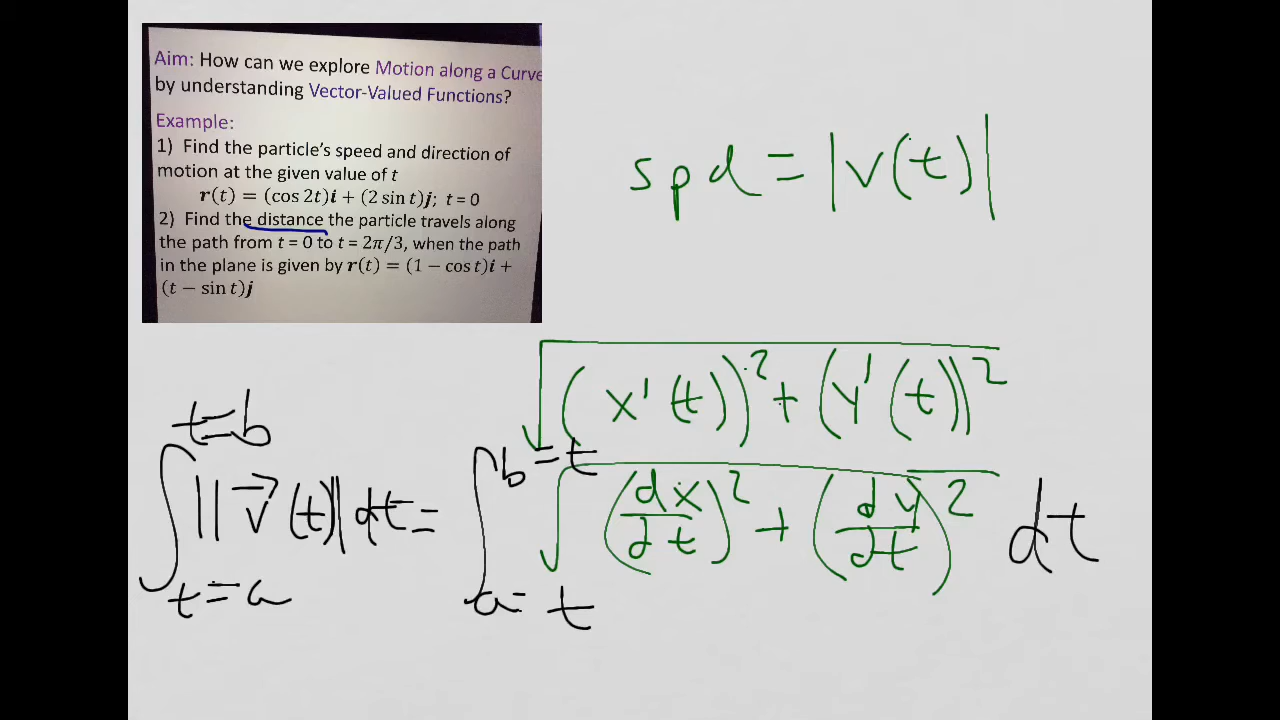 Aim: How can we explore Motion along a Curve
by understanding Vector-Valued Functions?
Example:
1) Find the particle's speed and direction of
motion at the given value of t
r(t) = (cos 2t)i + (2 sin t)j; t = 0
2) Find the distance the particle travels along
the path from t = 0 to t = 2π/3, when the path
in the plane is given by r(t) = (1 − cos t)i +
(t − sin t)j
spd = |v(t)|
√(x'(t))² + (y'(t))²
∫ t=b t=a ||v⃗(t)| dt = ∫ b=t a=t √(dx/dt)² + (dy/dt)² dt